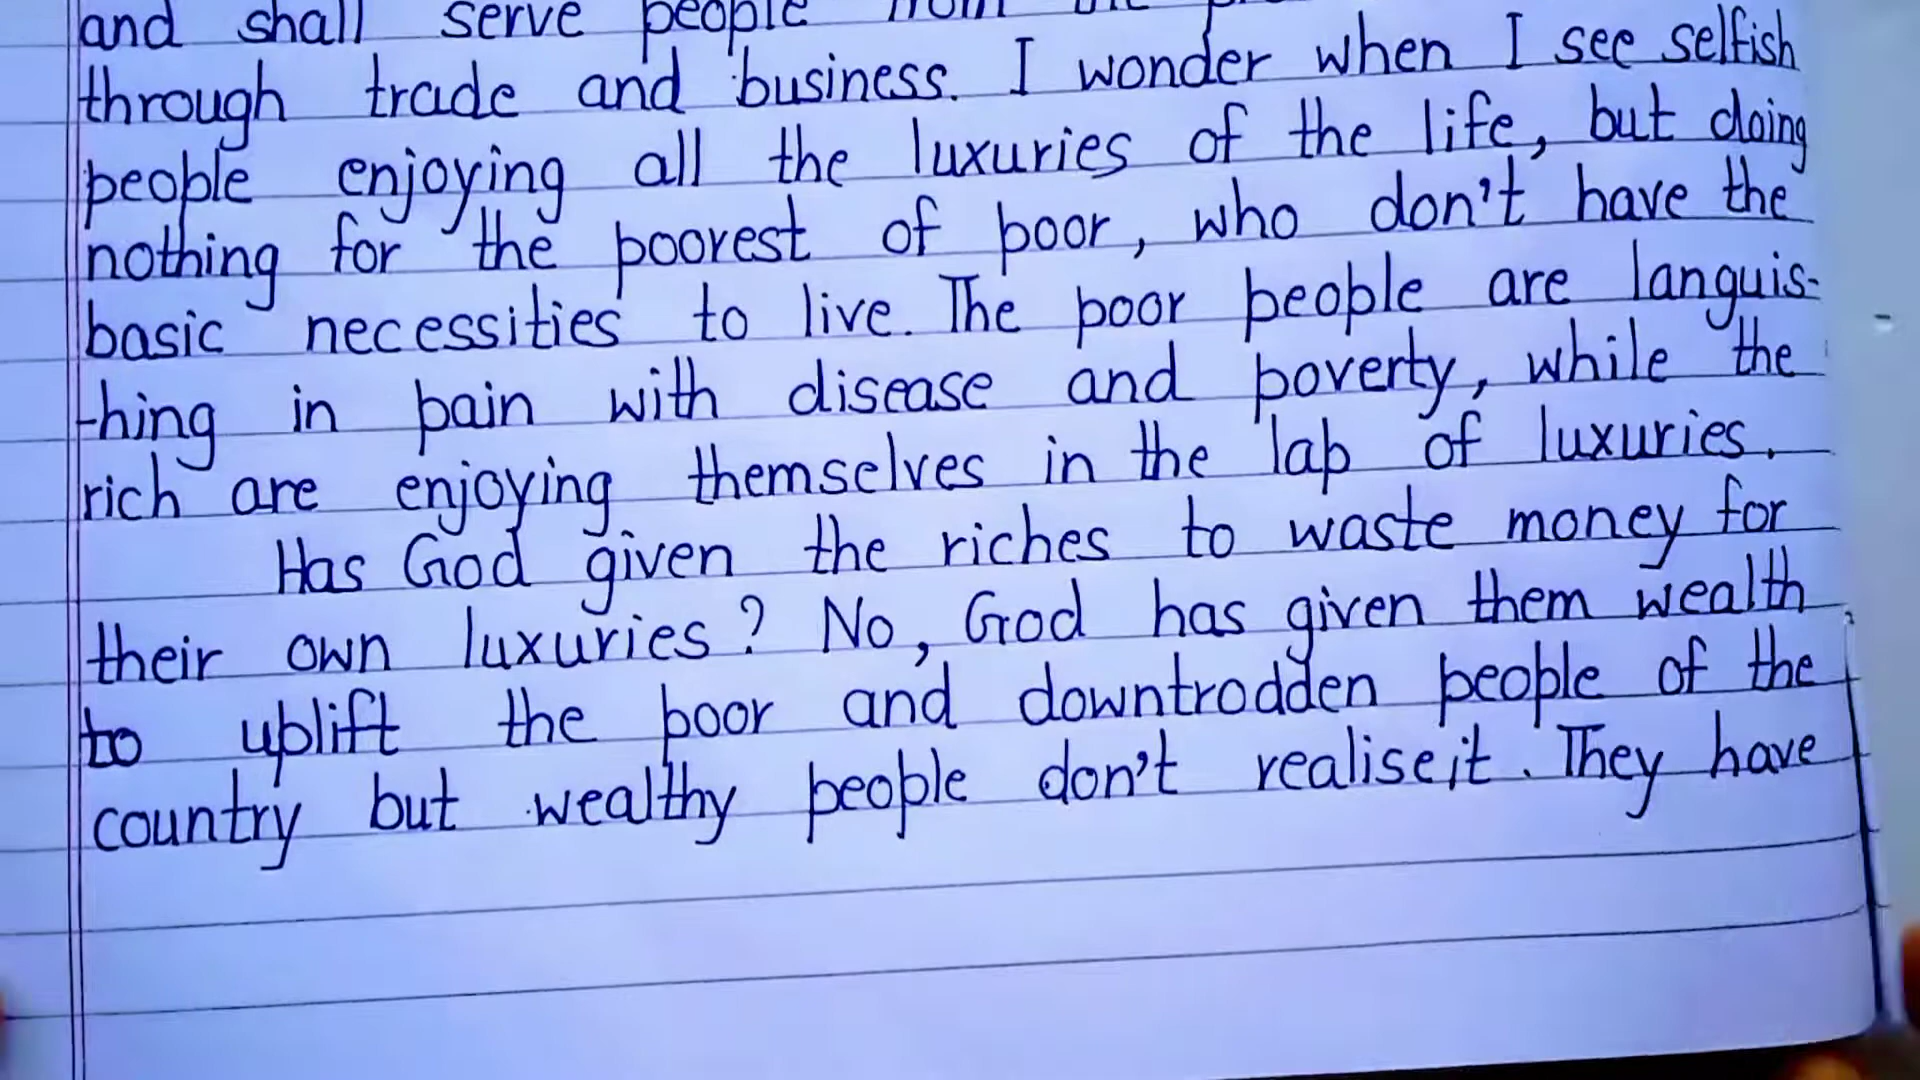 and shall serve people from the
through trade and business. I wonder when I see selfish
people enjoying all the luxuries of the life, but doing
nothing for the poorest of poor, who don't have the
basic necessities to live. The poor people are languis-
-hing in pain with disease and poverty, while the
rich are enjoying themselves in the lap of luxuries.
Has God given the riches to waste money for
their own luxuries? No, God has given them wealth
to uplift the poor and downtrodden people of the
country but wealthy people don't realise it. They have